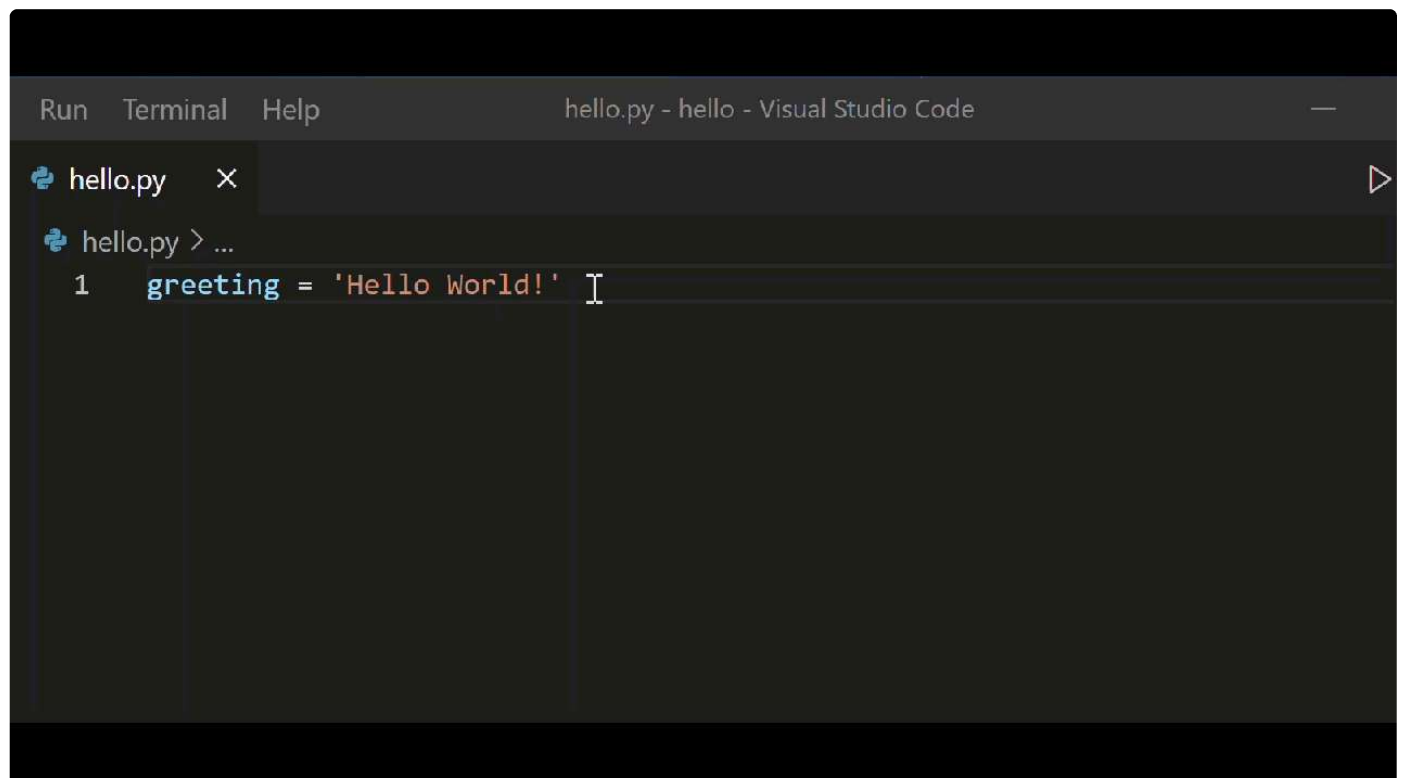 Run Terminal Help hello.py - hello - Visual Studio Code
hello.py
hello.py > ...
1 greeting = 'Hello World!'